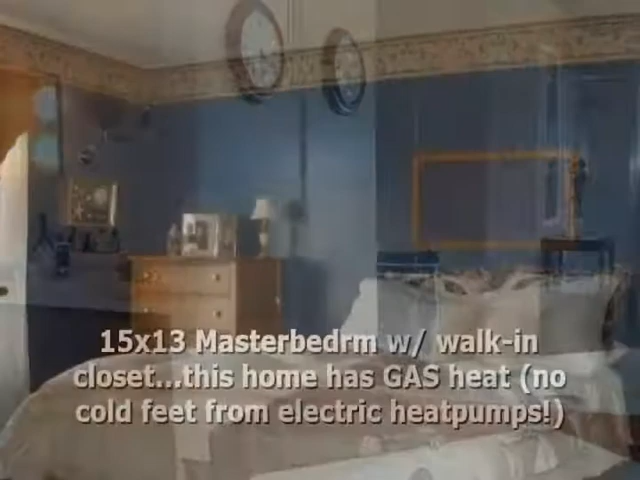 15x13 Masterbedrm w/ walk-in
closet...this home has GAS heat (no
cold feet from electric heatpumps!)